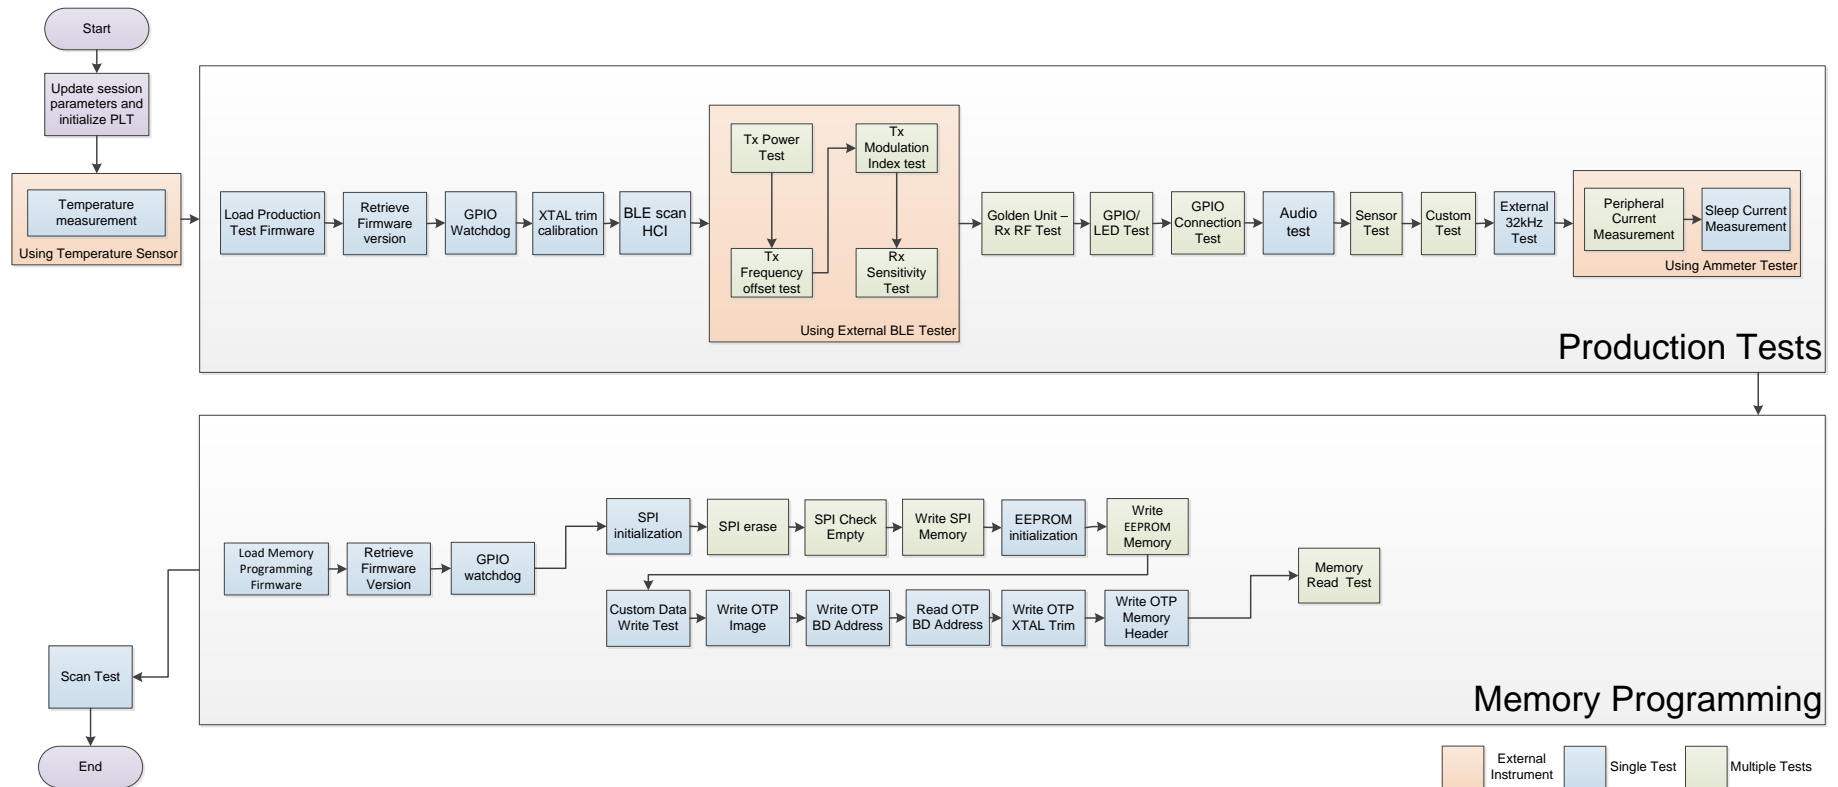 Start
Update session
parameters and
initialize PLT
Temperature
measurement
Using Temperature Sensor
Load Production
Test Firmware
Retrieve
Firmware
version
GPIO
Watchdog
XTAL trim
calibration
BLE scan
HCI
Tx Power
Test
Tx
Frequency
offset test
Tx
Modulation
Index test
Rx
Sensitivity
Test
Using External BLE Tester
Golden Unit –
Rx RF Test
GPIO/
LED Test
GPIO
Connection
Test
Audio
test
Sensor
Test
Custom
Test
External
32kHz
Test
Peripheral
Current
Measurement
Sleep Current
Measurement
Using Ammeter Tester
Production Tests
Load Memory
Programming
Firmware
Retrieve
Firmware
Version
GPIO
watchdog
SPI
initialization
SPI erase
SPI Check
Empty
Write SPI
Memory
EEPROM
initialization
Write
EEPROM
Memory
Custom Data
Write Test
Write OTP
Image
Write OTP
BD Address
Read OTP
BD Address
Write OTP
XTAL Trim
Write OTP
Memory
Header
Memory
Read Test
Memory Programming
Scan Test
End
External
Instrument
Single Test
Multiple Tests